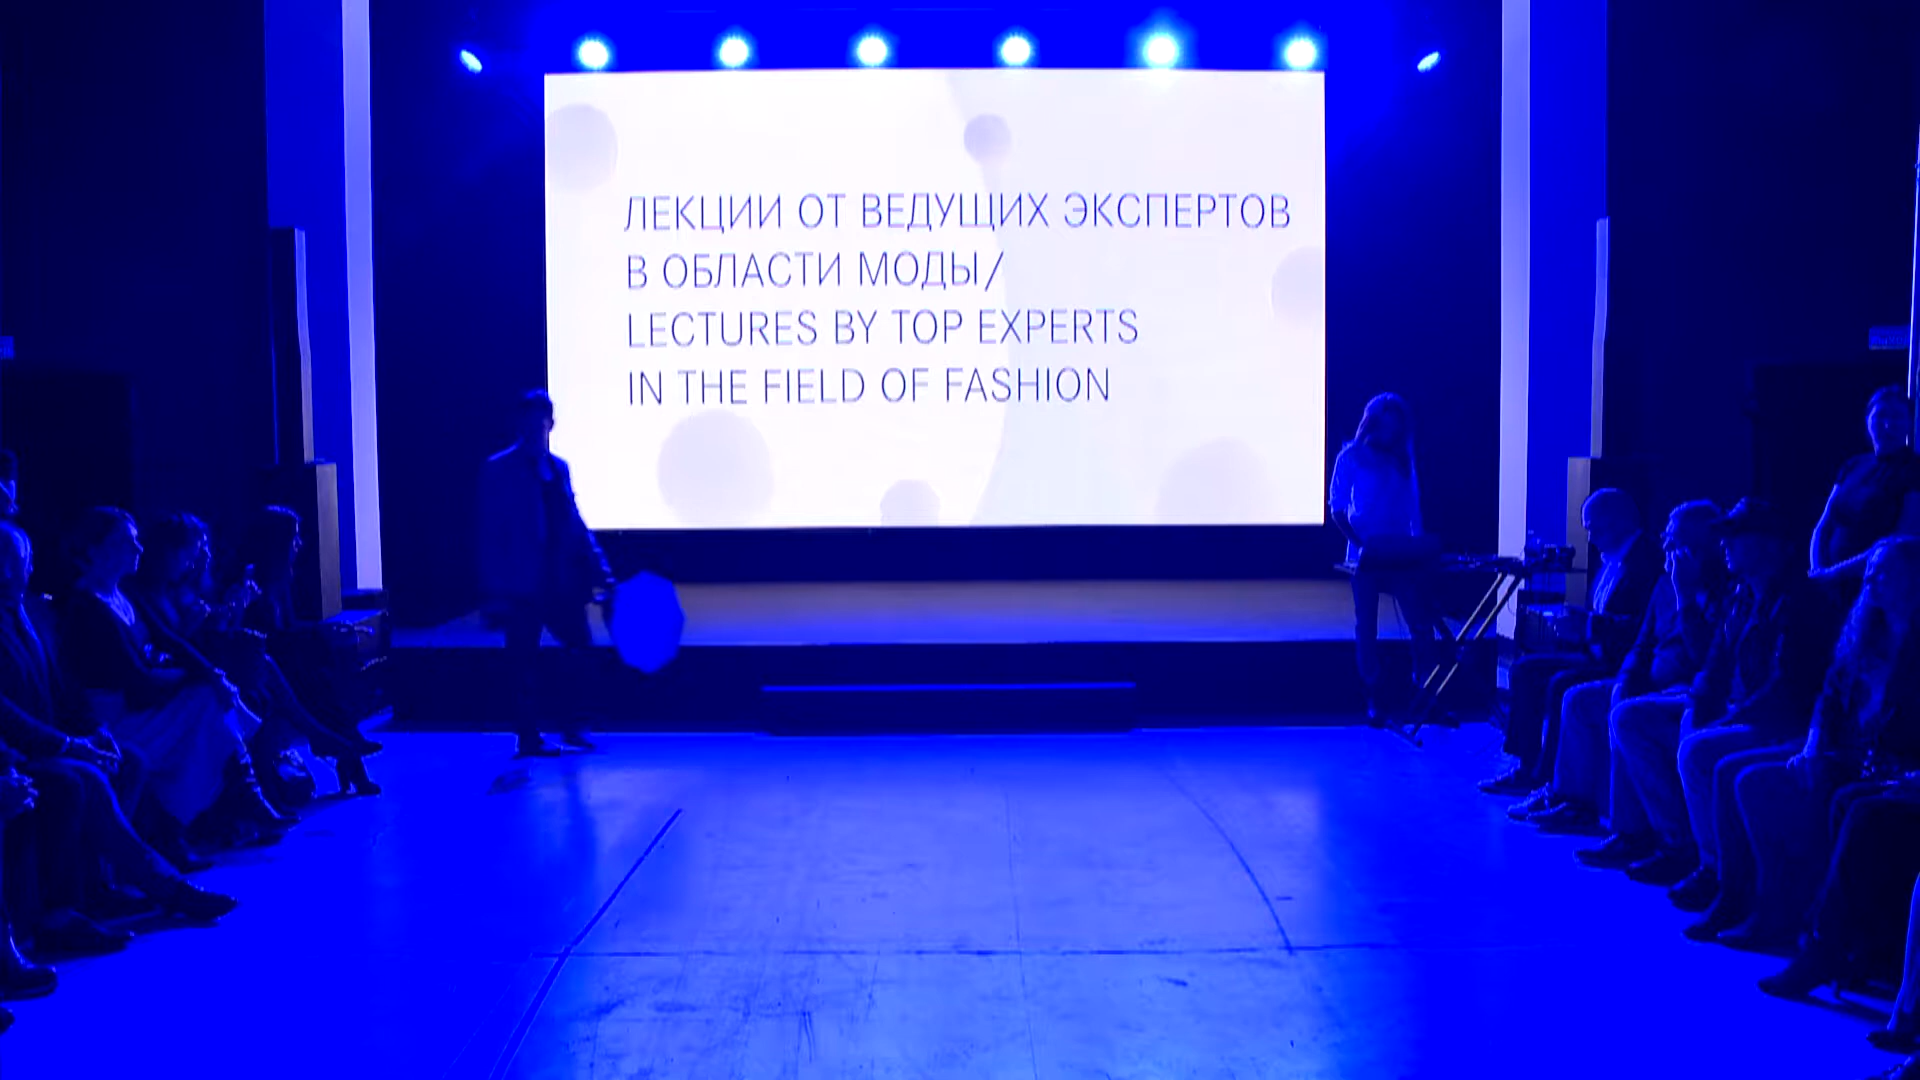 ЛЕКЦИИ ОТ ВЕДУЩИХ ЭКСПЕРТОВ
В ОБЛАСТИ МОДЫ/
LECTURES BY TOP EXPERTS
IN THE FIELD OF FASHION